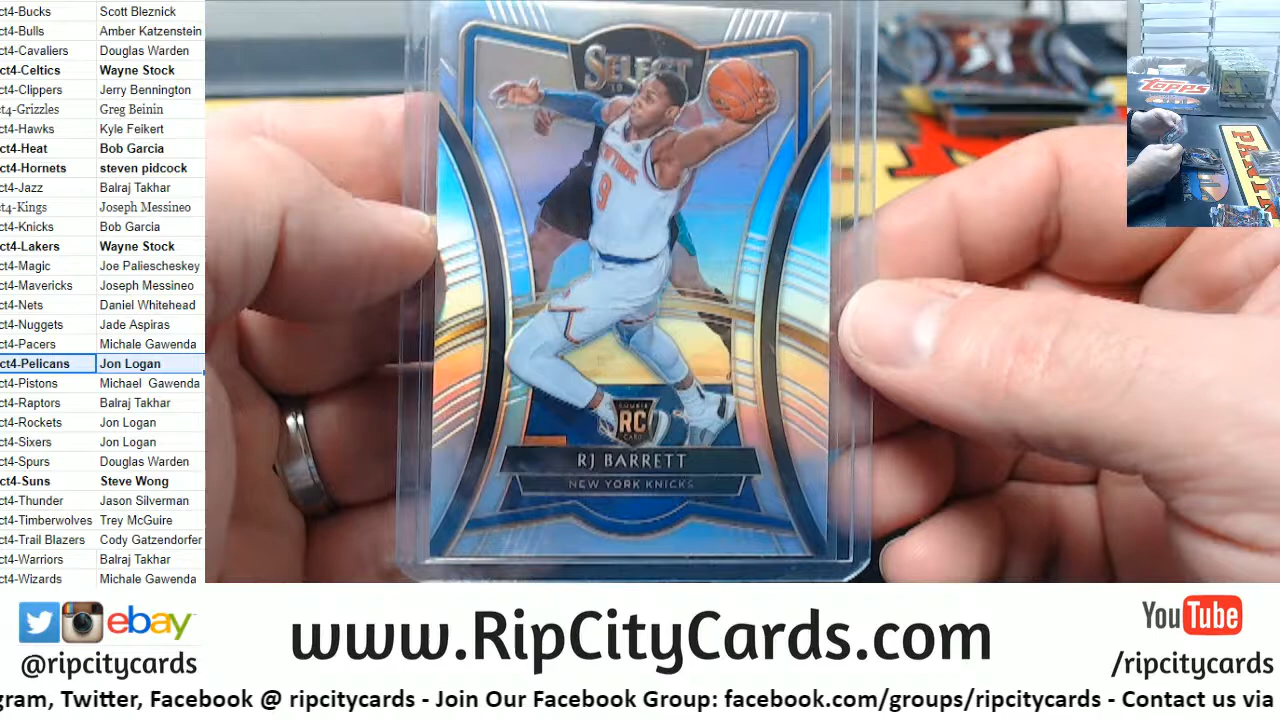 ct4-Bucks Scott Bleznick
ct4-Bulls Amber Katzenstein
ct4-Cavaliers Douglas Warden
ct4-Celtics Wayne Stock
ct4-Clippers Jerry Bennington
ct4-Grizzles Greg Beinin
ct4-Hawks Kyle Feikert
ct4-Heat Bob Garcia
ct4-Hornets steven pidcock
ct4-Jazz Balraj Takhar
ct4-Kings Joseph Messineo
ct4-Knicks Bob Garcia
ct4-Lakers Wayne Stock
ct4-Magic Joe Paliescheskey
ct4-Mavericks Joseph Messineo
ct4-Nets Daniel Whitehead
ct4-Nuggets Jade Aspiras
ct4-Pacers Michale Gawenda
ct4-Pelicans Jon Logan
ct4-Pistons Michael Gawenda
ct4-Raptors Balraj Takhar
ct4-Rockets Jon Logan
ct4-Sixers Jon Logan
ct4-Spurs Douglas Warden
ct4-Suns Steve Wong
ct4-Thunder Jason Silverman
ct4-Timberwolves Trey McGuire
ct4-Trail Blazers Cody Gatzendorfer
ct4-Warriors Balraj Takhar
ct4-Wizards Michale Gawenda
SELECT
NEW YORK
9
ROOKIE
RC
CARD
RJ BARRETT
NEW YORK KNICKS
Topps
PANINI
ebay
@ripcitycards
www.RipCityCards.com
YouTube
/ripcitycards
gram, Twitter, Facebook @ ripcitycards - Join Our Facebook Group: facebook.com/groups/ripcitycards - Contact us via